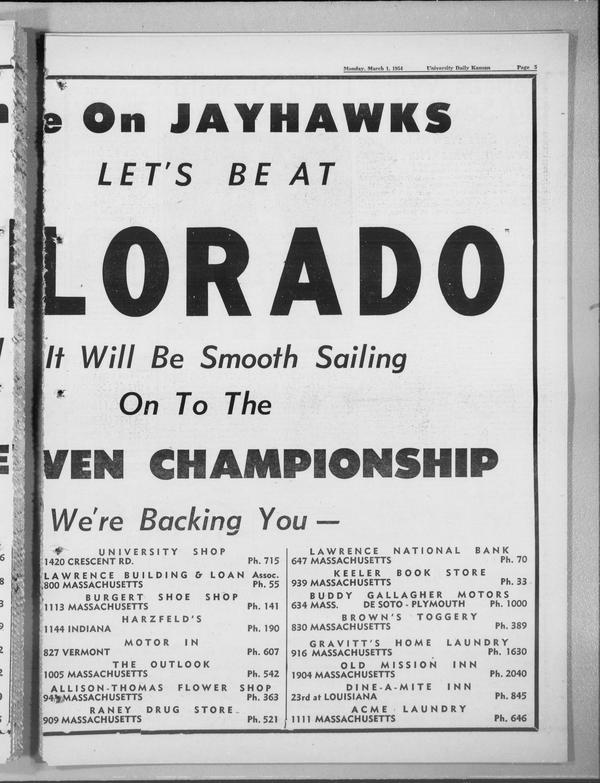 Monday, March 1, 1954 University Daily Kansan Page 5
e On JAYHAWKS
LET'S BE AT
LORADO
It Will Be Smooth Sailing
On To The
VEN CHAMPIONSHIP
We're Backing You —
UNIVERSITY SHOP
1420 CRESCENT RD. Ph. 715
LAWRENCE BUILDING & LOAN Assoc.
800 MASSACHUSETTS Ph. 55
BURGERT SHOE SHOP
1113 MASSACHUSETTS Ph. 141
HARZFELD'S
1144 INDIANA Ph. 190
MOTOR IN
827 VERMONT Ph. 607
THE OUTLOOK
1005 MASSACHUSETTS Ph. 542
ALLISON-THOMAS FLOWER SHOP
MASSACHUSETTS Ph. 363
RANEY DRUG STORE
909 MASSACHUSETTS Ph. 521
LAWRENCE NATIONAL BANK
647 MASSACHUSETTS Ph. 70
KEELER BOOK STORE
939 MASSACHUSETTS Ph. 33
BUDDY GALLAGHER MOTORS
634 MASS. DE SOTO - PLYMOUTH Ph. 1000
BROWN'S TOGGERY
830 MASSACHUSETTS Ph. 389
GRAVITT'S HOME LAUNDRY
916 MASSACHUSETTS Ph. 1630
OLD MISSION INN
1904 MASSACHUSETTS Ph. 2040
DINE-A-MITE INN
23rd at LOUISIANA Ph. 845
ACME LAUNDRY
1111 MASSACHUSETTS Ph. 646